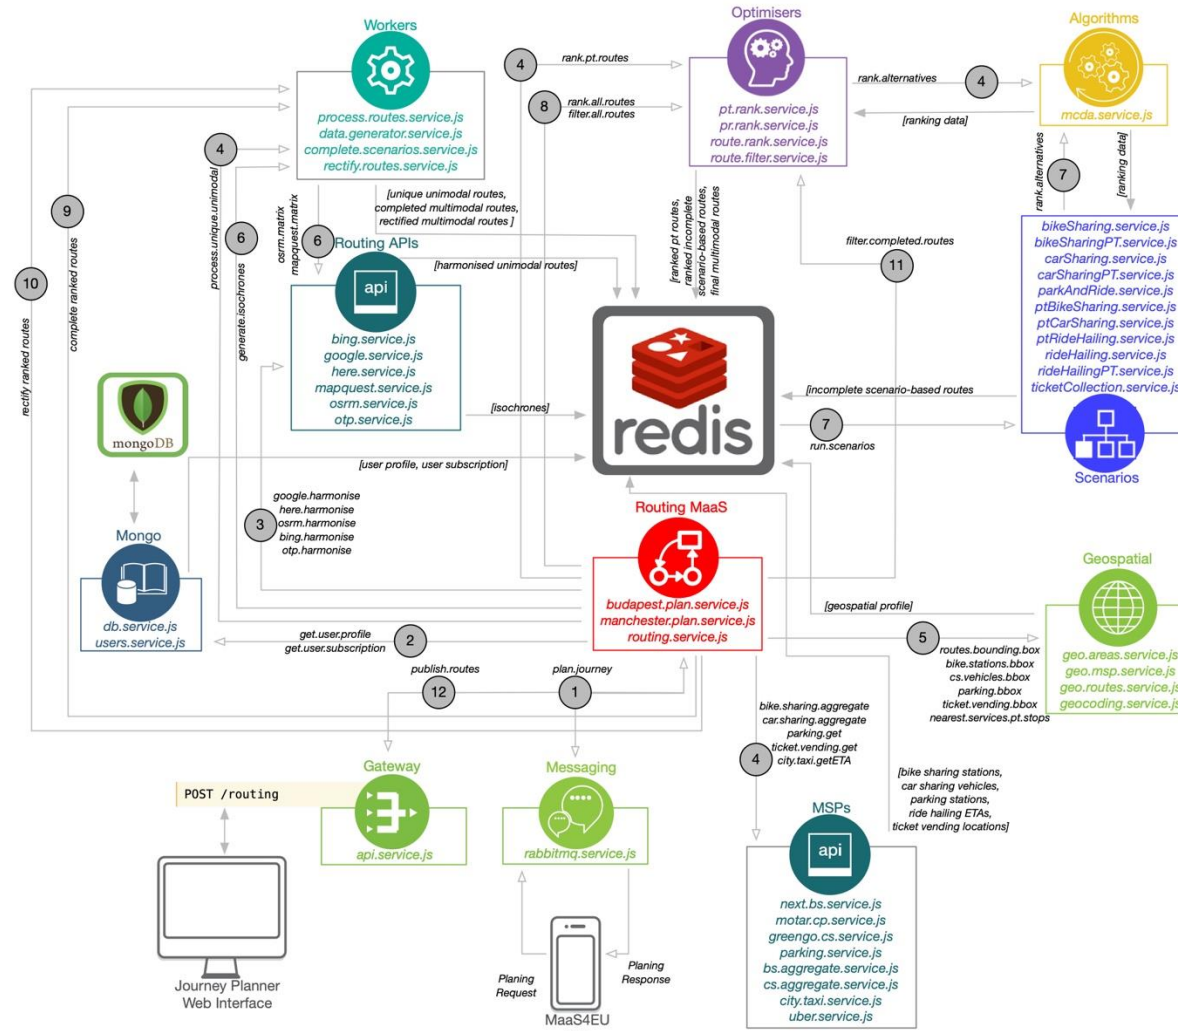 Workers
process.routes.service.js
data.generator.service.js
complete.scenarios.service.js
rectify.routes.service.js
Optimisers
pt.rank.service.js
pr.rank.service.js
route.rank.service.js
route.filter.service.js
Algorithms
mcda.service.js
4
rank.pt.routes
8
rank.all.routes
filter.all.routes
rank.alternatives
4
[ranking data]
rank.alternatives
7
[ranking data]
4
process.unique.unimodal
6
generate.isochrones
9
complete ranked routes
10
rectify ranked routes
osrm.matrix
mapquest.matrix
6
[unique unimodal routes,
completed multimodal routes,
rectified multimodal routes ]
[harmonised unimodal routes]
[ranked pt routes,
ranked incomplete
scenario-based routes,
final multimodal routes]
filter.completed.routes
11
Routing APIs
api
bing.service.js
google.service.js
here.service.js
mapquest.service.js
osrm.service.js
otp.service.js
[isochrones]
redis
bikeSharing.service.js
bikeSharingPT.service.js
carSharing.service.js
carSharingPT.service.js
parkAndRide.service.js
ptBikeSharing.service.js
ptCarSharing.service.js
ptRideHailing.service.js
rideHailing.service.js
rideHailingPT.service.js
ticketCollection.service.js
Scenarios
[incomplete scenario-based routes
7
run.scenarios
mongoDB
[user profile, user subscription]
google.harmonise
here.harmonise
osrm.harmonise
bing.harmonise
otp.harmonise
3
Mongo
db.service.js
users.service.js
Routing MaaS
budapest.plan.service.js
manchester.plan.service.js
routing.service.js
get.user.profile
get.user.subscription
2
Geospatial
geo.areas.service.js
geo.msp.service.js
geo.routes.service.js
geocoding.service.js
[geospatial profile]
5
routes.bounding.box
bike.stations.bbox
cs.vehicles.bbox
parking.bbox
ticket.vending.bbox
nearest.services.pt.stops
publish.routes
12
plan.journey
1
bike.sharing.aggregate
car.sharing.aggregate
parking.get
ticket.vending.get
city.taxi.getETA
4
[bike sharing stations,
car sharing vehicles,
parking stations,
ride hailing ETAs,
ticket vending locations]
POST /routing
Gateway
api.service.js
Messaging
rabbitmq.service.js
MSPs
api
next.bs.service.js
motar.cp.service.js
greengo.cs.service.js
parking.service.js
bs.aggregate.service.js
cs.aggregate.service.js
city.taxi.service.js
uber.service.js
Journey Planner
Web Interface
Planing
Request
Planing
Response
MaaS4EU